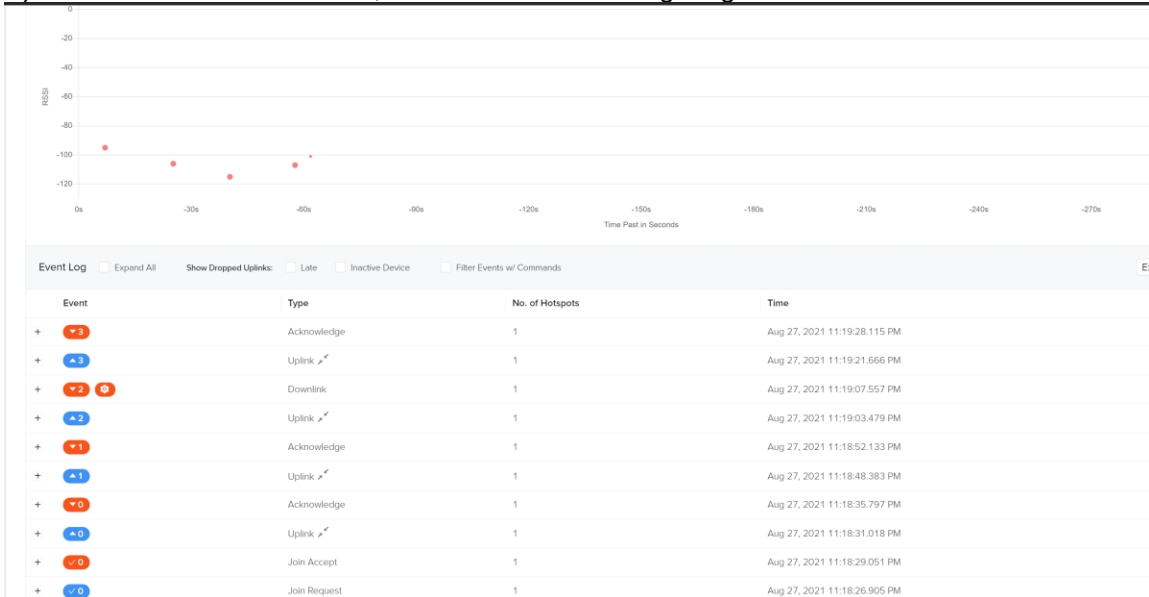 0
-20
-40
-60
-80
-100
-120
RSSI
0s -30s -60s -90s -120s -150s -180s -210s -240s -270s
Time Past in Seconds
Event Log Expand All Show Dropped Uplinks: Late Inactive Device Filter Events w/ Commands
Event Type No. of Hotspots Time
+ 3 Acknowledge 1 Aug 27, 2021 11:19:28.115 PM
+ 3 Uplink 1 Aug 27, 2021 11:19:21.666 PM
+ 2 Downlink 1 Aug 27, 2021 11:19:07.557 PM
+ 2 Uplink 1 Aug 27, 2021 11:19:03.479 PM
+ 1 Acknowledge 1 Aug 27, 2021 11:18:52.133 PM
+ 1 Uplink 1 Aug 27, 2021 11:18:48.383 PM
+ 0 Acknowledge 1 Aug 27, 2021 11:18:35.797 PM
+ 0 Uplink 1 Aug 27, 2021 11:18:31.018 PM
+ 0 Join Accept 1 Aug 27, 2021 11:18:29.051 PM
+ 0 Join Request 1 Aug 27, 2021 11:18:26.905 PM